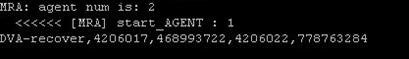 MRA: agent num is: 2
<<<<<< [MRA] start_AGENT : 1
DVA-recover,4206017,468993722,4206022,778763284